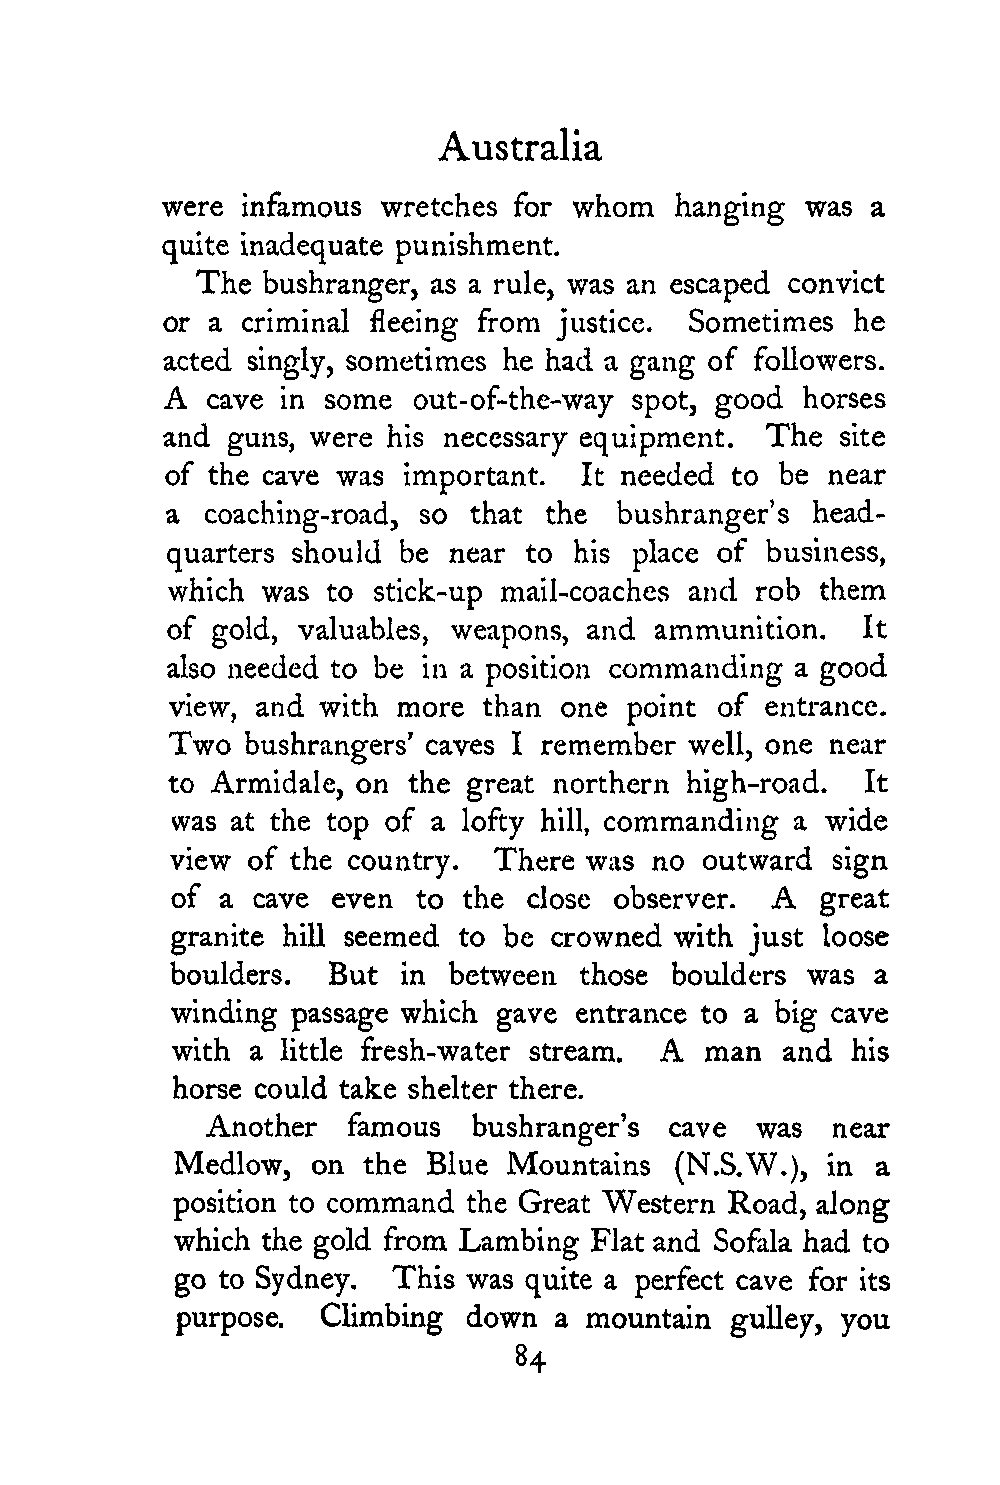 Australia
were infamous wretches for whom hanging was a
quite inadequate punishment.
The bushranger, as a rule, was an escaped convict
or a criminal fleeing from justice. Sometimes he
acted singly, sometimes he had a gang of followers.
A cave in some out-of-the-way spot, good horses
and guns, were his necessary equipment. The site
of the cave was important. It needed to be near
a coaching-road, so that the bushranger's head-
quarters should be near to his place of business,
which was to stick-up mail-coaches and rob them
of gold, valuables, weapons, and ammunition. It
also needed to be in a position commanding a good
view, and with more than one point of entrance.
Two bushrangers' caves I remember well, one near
to Armidale, on the great northern high-road. It
was at the top of a lofty hill, commanding a wide
view of the country. There was no outward sign
of a cave even to the close observer. A great
granite hill seemed to be crowned with just loose
boulders. But in between those boulders was a
winding passage which gave entrance to a big cave
with a little fresh-water stream. A man and his
horse could take shelter there.
Another famous bushranger's cave was near
Medlow, on the Blue Mountains (N.S.W.), in a
position to command the Great Western Road, along
which the gold from Lambing Flat and Sofala had to
go to Sydney. This was quite a perfect cave for its
purpose. Climbing down a mountain gulley, you
84